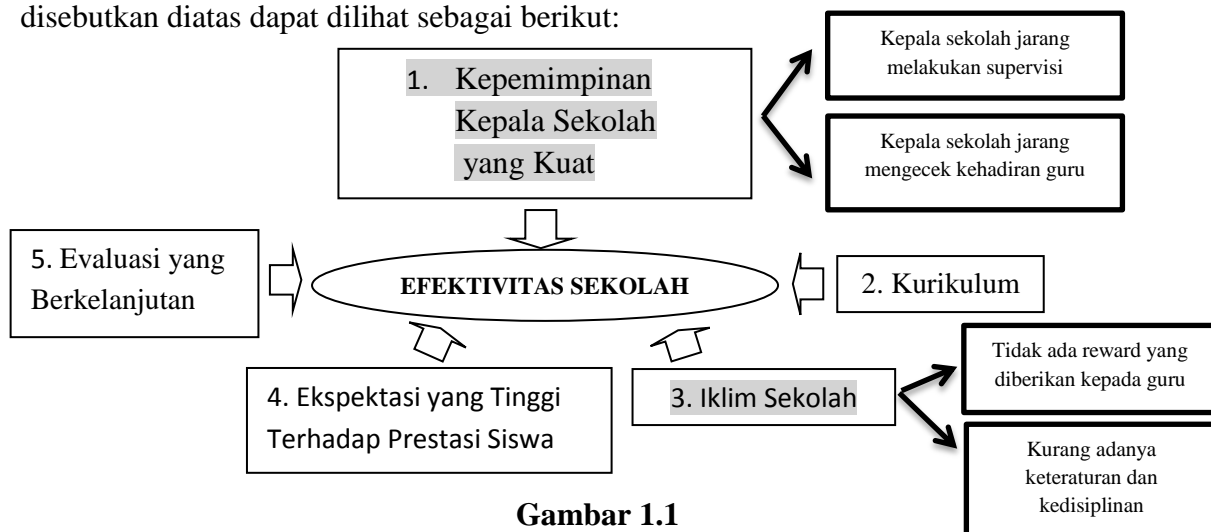 disebutkan diatas dapat dilihat sebagai berikut:
1. Kepemimpinan
Kepala Sekolah
yang Kuat
Kepala sekolah jarang
melakukan supervisi
Kepala sekolah jarang
mengecek kehadiran guru
5. Evaluasi yang
Berkelanjutan
EFEKTIVITAS SEKOLAH
2. Kurikulum
4. Ekspektasi yang Tinggi
Terhadap Prestasi Siswa
3. Iklim Sekolah
Tidak ada reward yang
diberikan kepada guru
Kurang adanya
keteraturan dan
kedisiplinan
Gambar 1.1